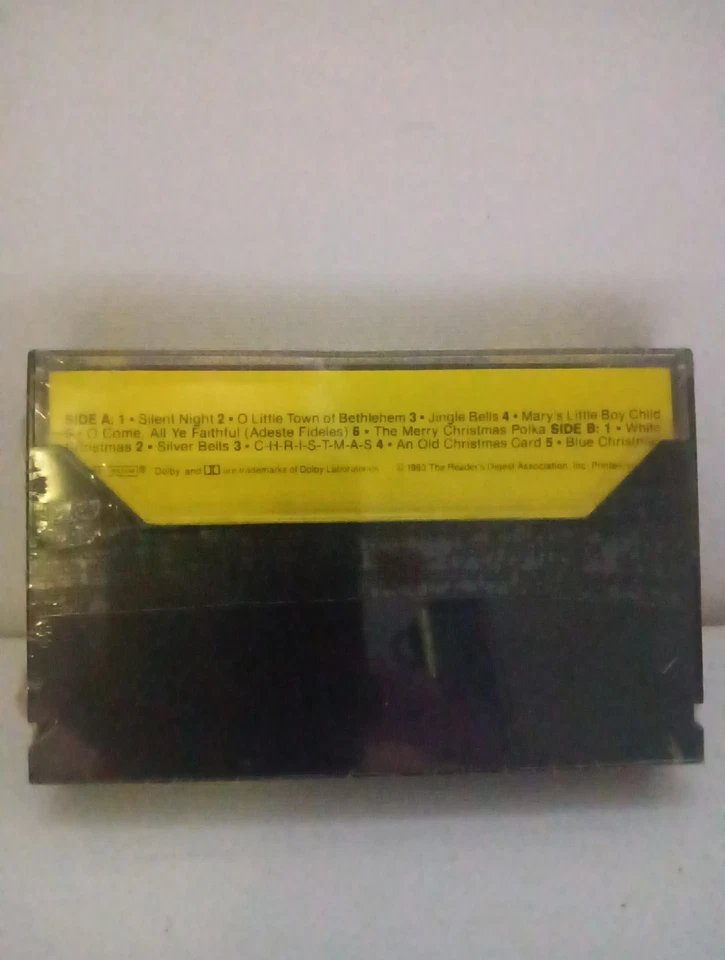 SIDE A: 1 • Silent Night 2 • O Little Town of Bethlehem 3 • Jingle Bells 4 • Mary's Little Boy Child
5 • O Come, All Ye Faithful (Adeste Fideles) 6 • The Merry Christmas Polka SIDE B: 1 • White
Christmas 2 • Silver Bells 3 • C-H-R-I-S-T-M-A-S 4 • An Old Christmas Card 5 • Blue Christmas
® Dolby and are trademarks of Dolby Laboratories © 1983 The Reader's Digest Association, Inc. Printed